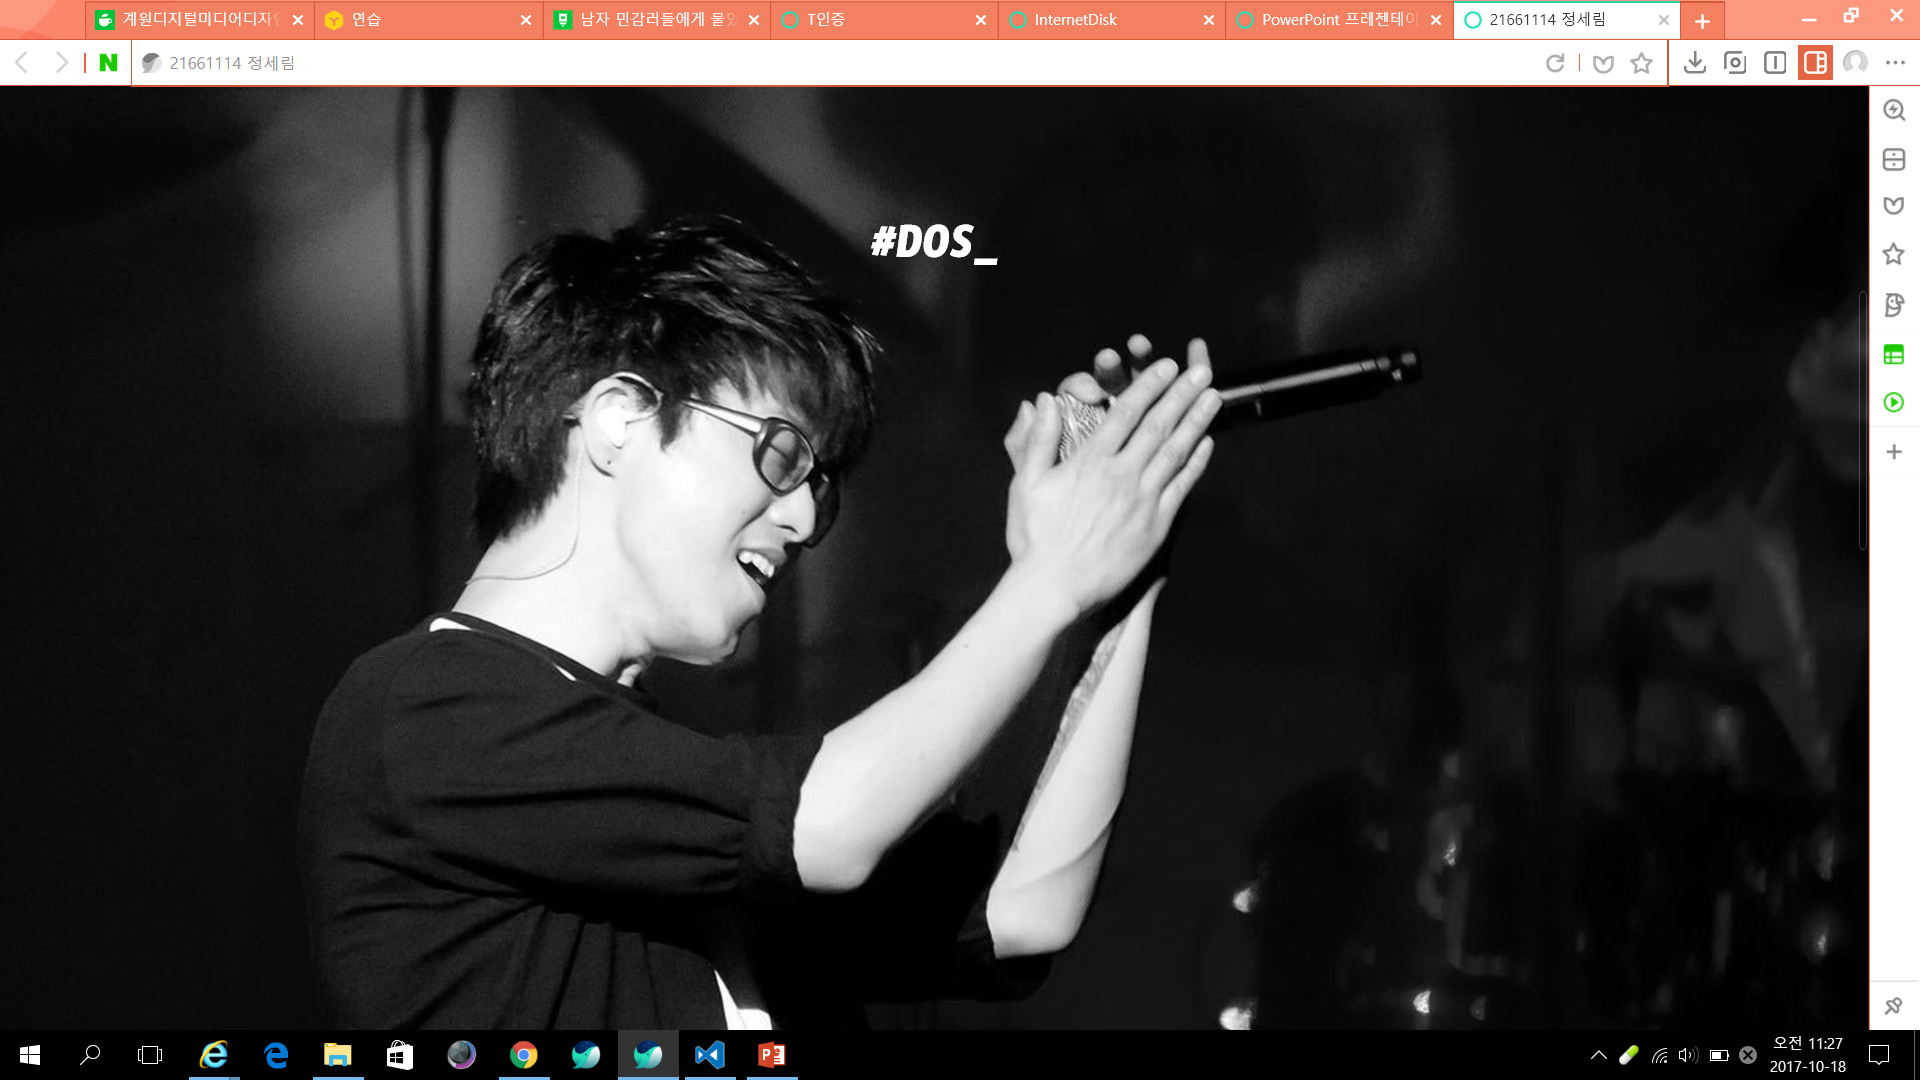 계원디지털미디어디자인
연습
남자 민감러들에게 물었
T인증
InternetDisk
PowerPoint 프레젠테이
21661114 정세림
N
21661114 정세림
#DOS_
오전 11:27
2017-10-18